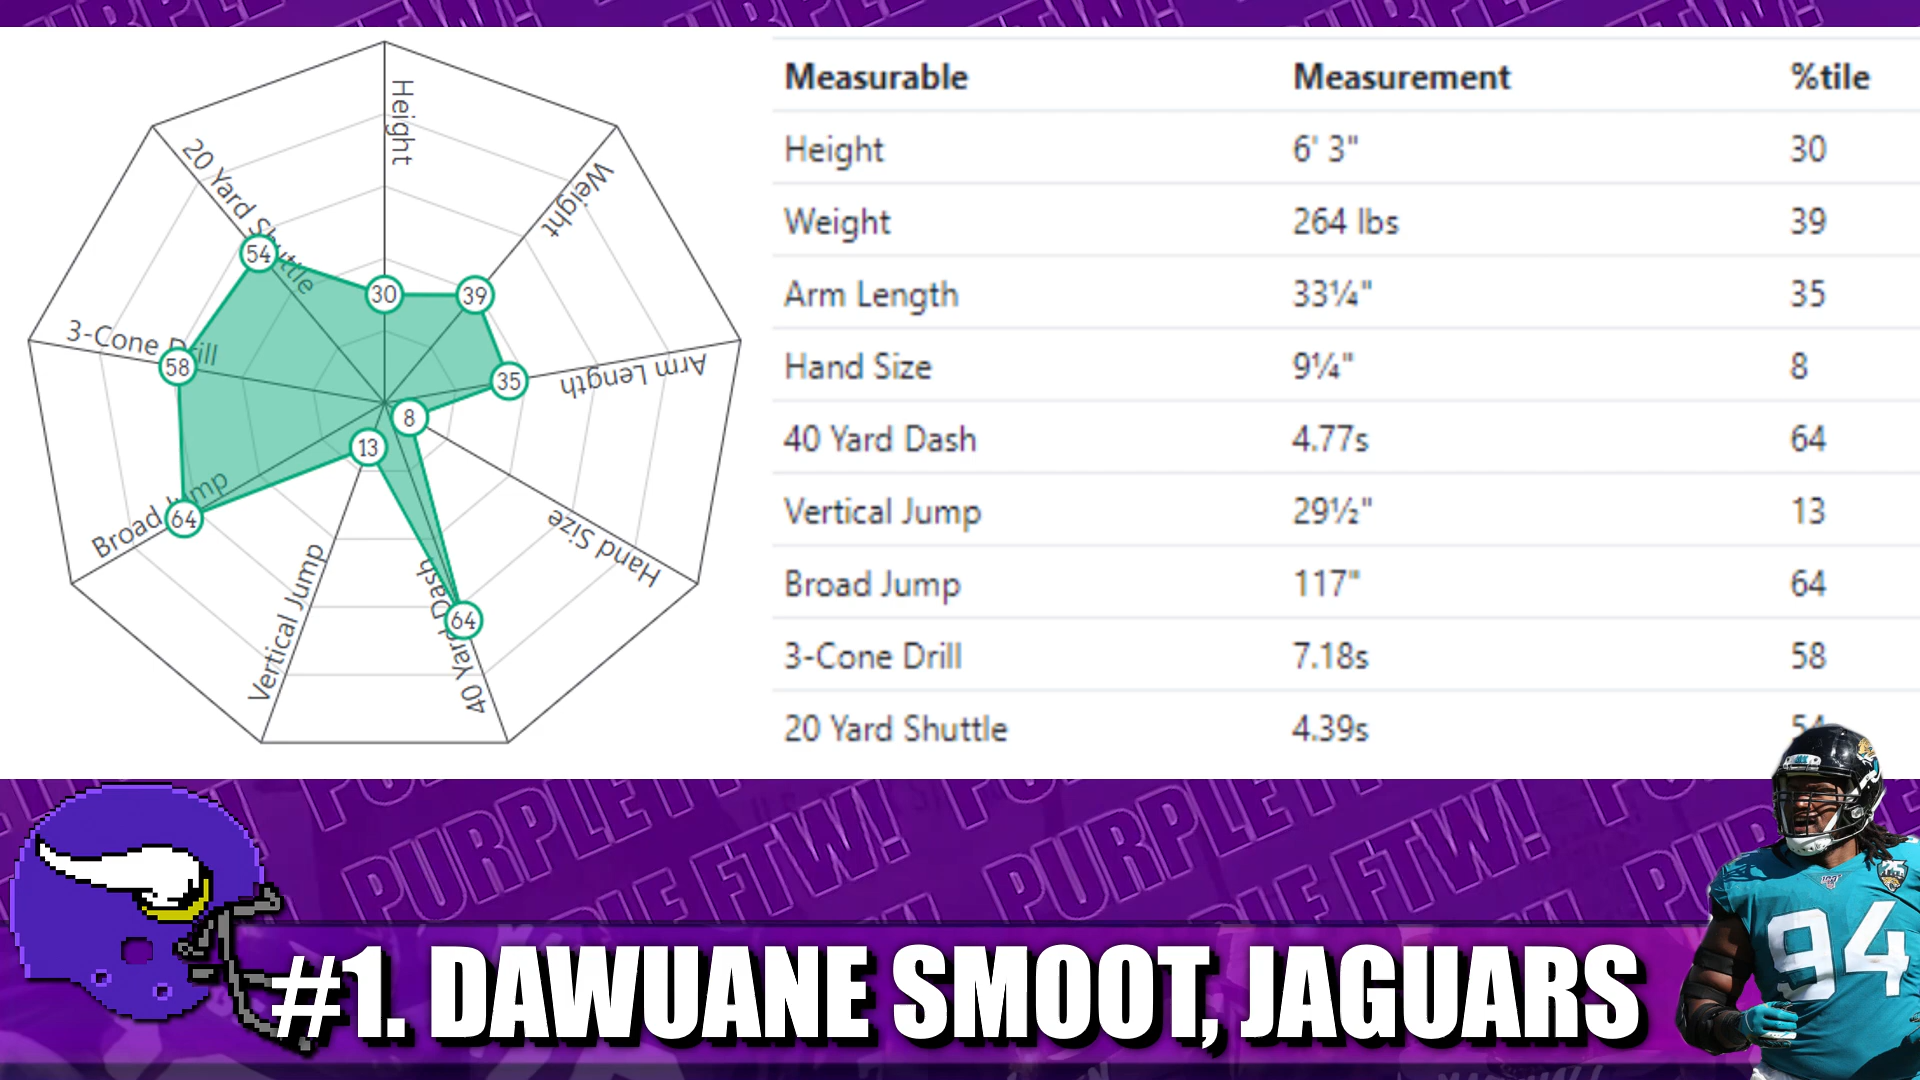 Measurable Measurement %tile
Height 6' 3" 30
Weight 264 lbs 39
Arm Length 33¼" 35
Hand Size 9¼" 8
40 Yard Dash 4.77s 64
Vertical Jump 29½" 13
Broad Jump 117" 64
3-Cone Drill 7.18s 58
20 Yard Shuttle 4.39s 54
Height
Weight
Arm Length
Hand Size
40 Yard Dash
Vertical Jump
Broad Jump
3-Cone Drill
20 Yard Shuttle
30
39
35
8
64
13
64
58
54
PURPLE FTW!
#1. DAWUANE SMOOT, JAGUARS
94